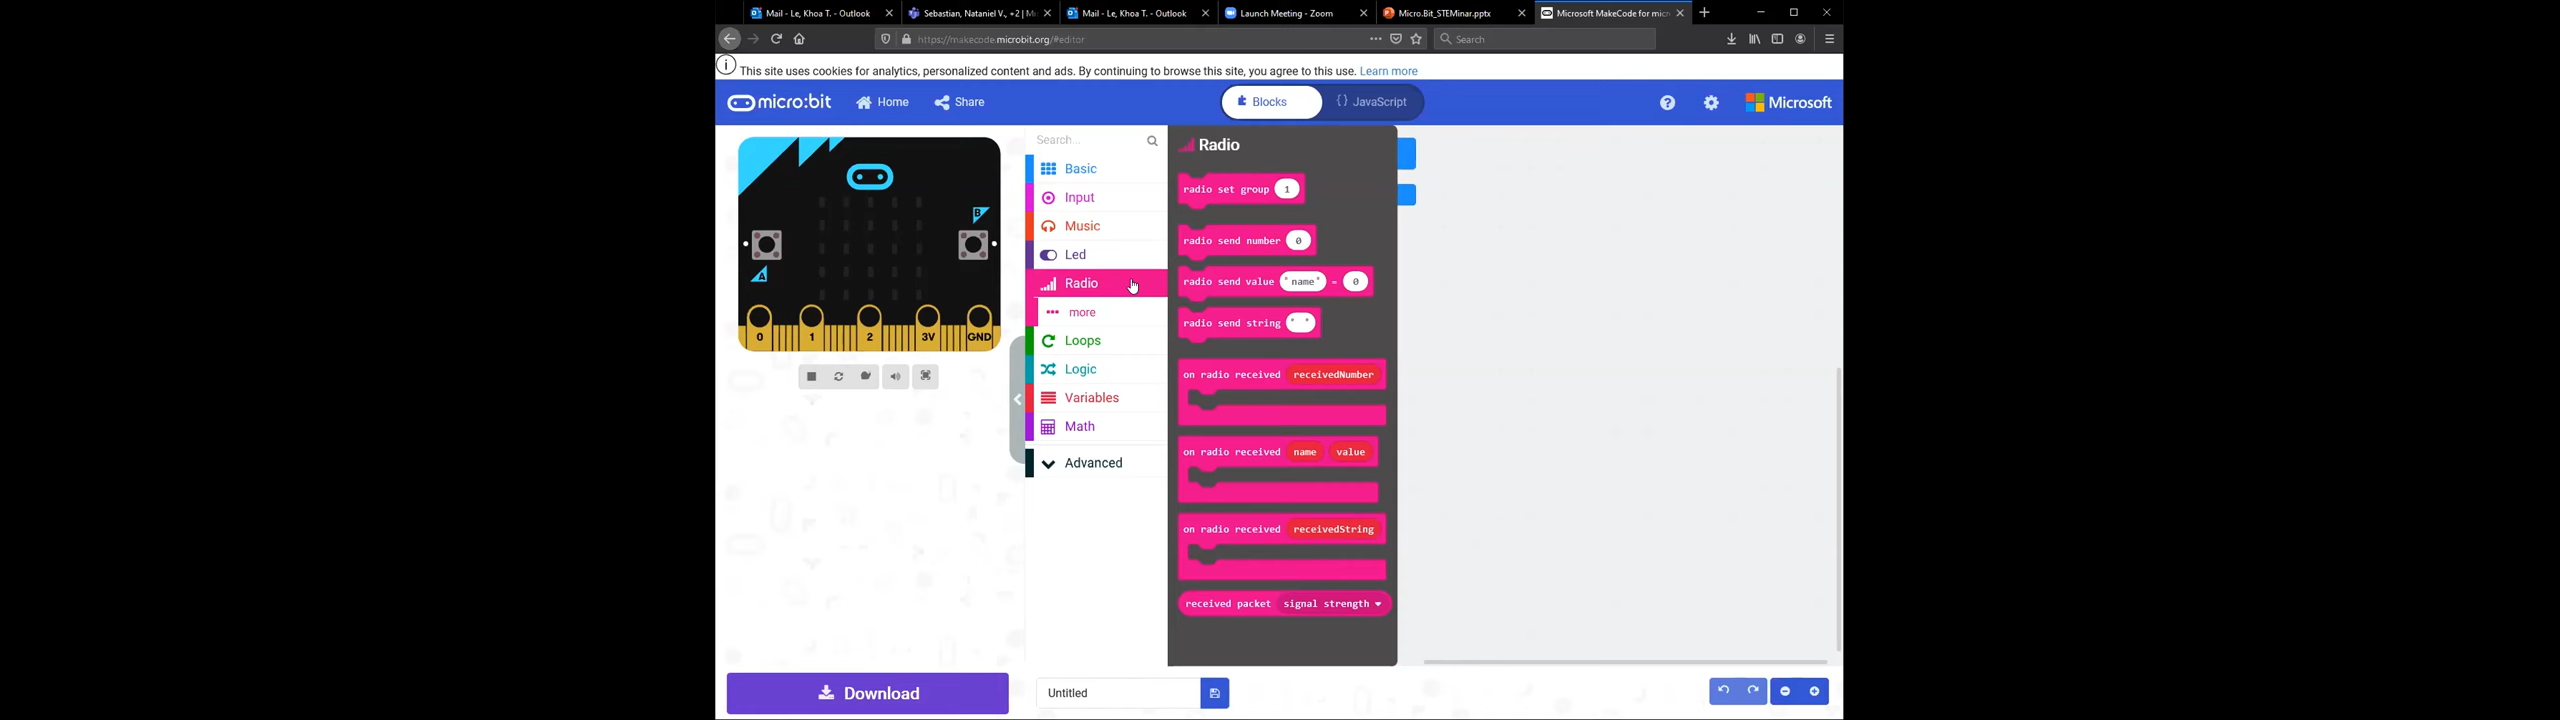 Mail - Le, Khoa T. - Outlook
Sebastian, Nataniel V., +2 | Mi
Mail - Le, Khoa T. - Outlook
Launch Meeting - Zoom
Micro.Bit_STEMinar.pptx
Microsoft MakeCode for micr
https://makecode.microbit.org/#editor
Search
This site uses cookies for analytics, personalized content and ads. By continuing to browse this site, you agree to this use. Learn more
micro:bit
Home
Share
Blocks
{} JavaScript
Microsoft
Search...
Basic
Input
Music
Led
Radio
more
Loops
Logic
Variables
Math
Advanced
B
A
0 1 2 3V GND
Radio
radio set group 1
radio send number 0
radio send value "name" = 0
radio send string " "
on radio received receivedNumber
on radio received name value
on radio received receivedString
received packet signal strength
Download
Untitled